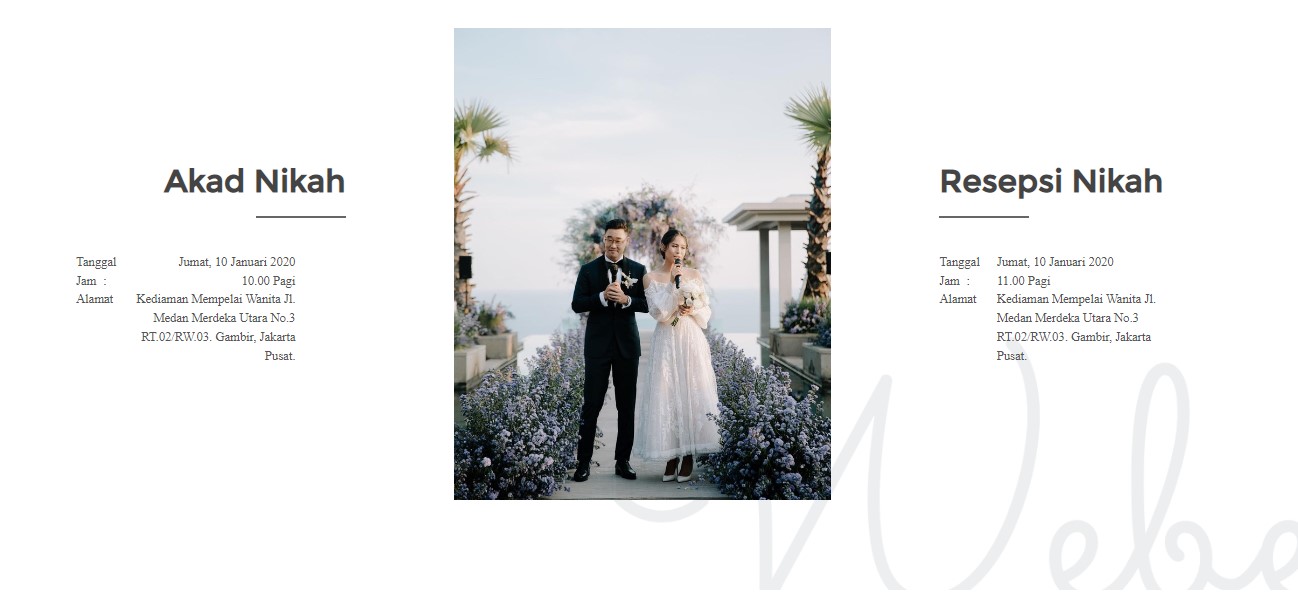 Akad Nikah
Tanggal Jumat, 10 Januari 2020
Jam : 10.00 Pagi
Alamat Kediaman Mempelai Wanita Jl.
Medan Merdeka Utara No.3
RT.02/RW.03. Gambir, Jakarta
Pusat.
Resepsi Nikah
Tanggal Jumat, 10 Januari 2020
Jam : 11.00 Pagi
Alamat Kediaman Mempelai Wanita Jl.
Medan Merdeka Utara No.3
RT.02/RW.03. Gambir, Jakarta
Pusat.